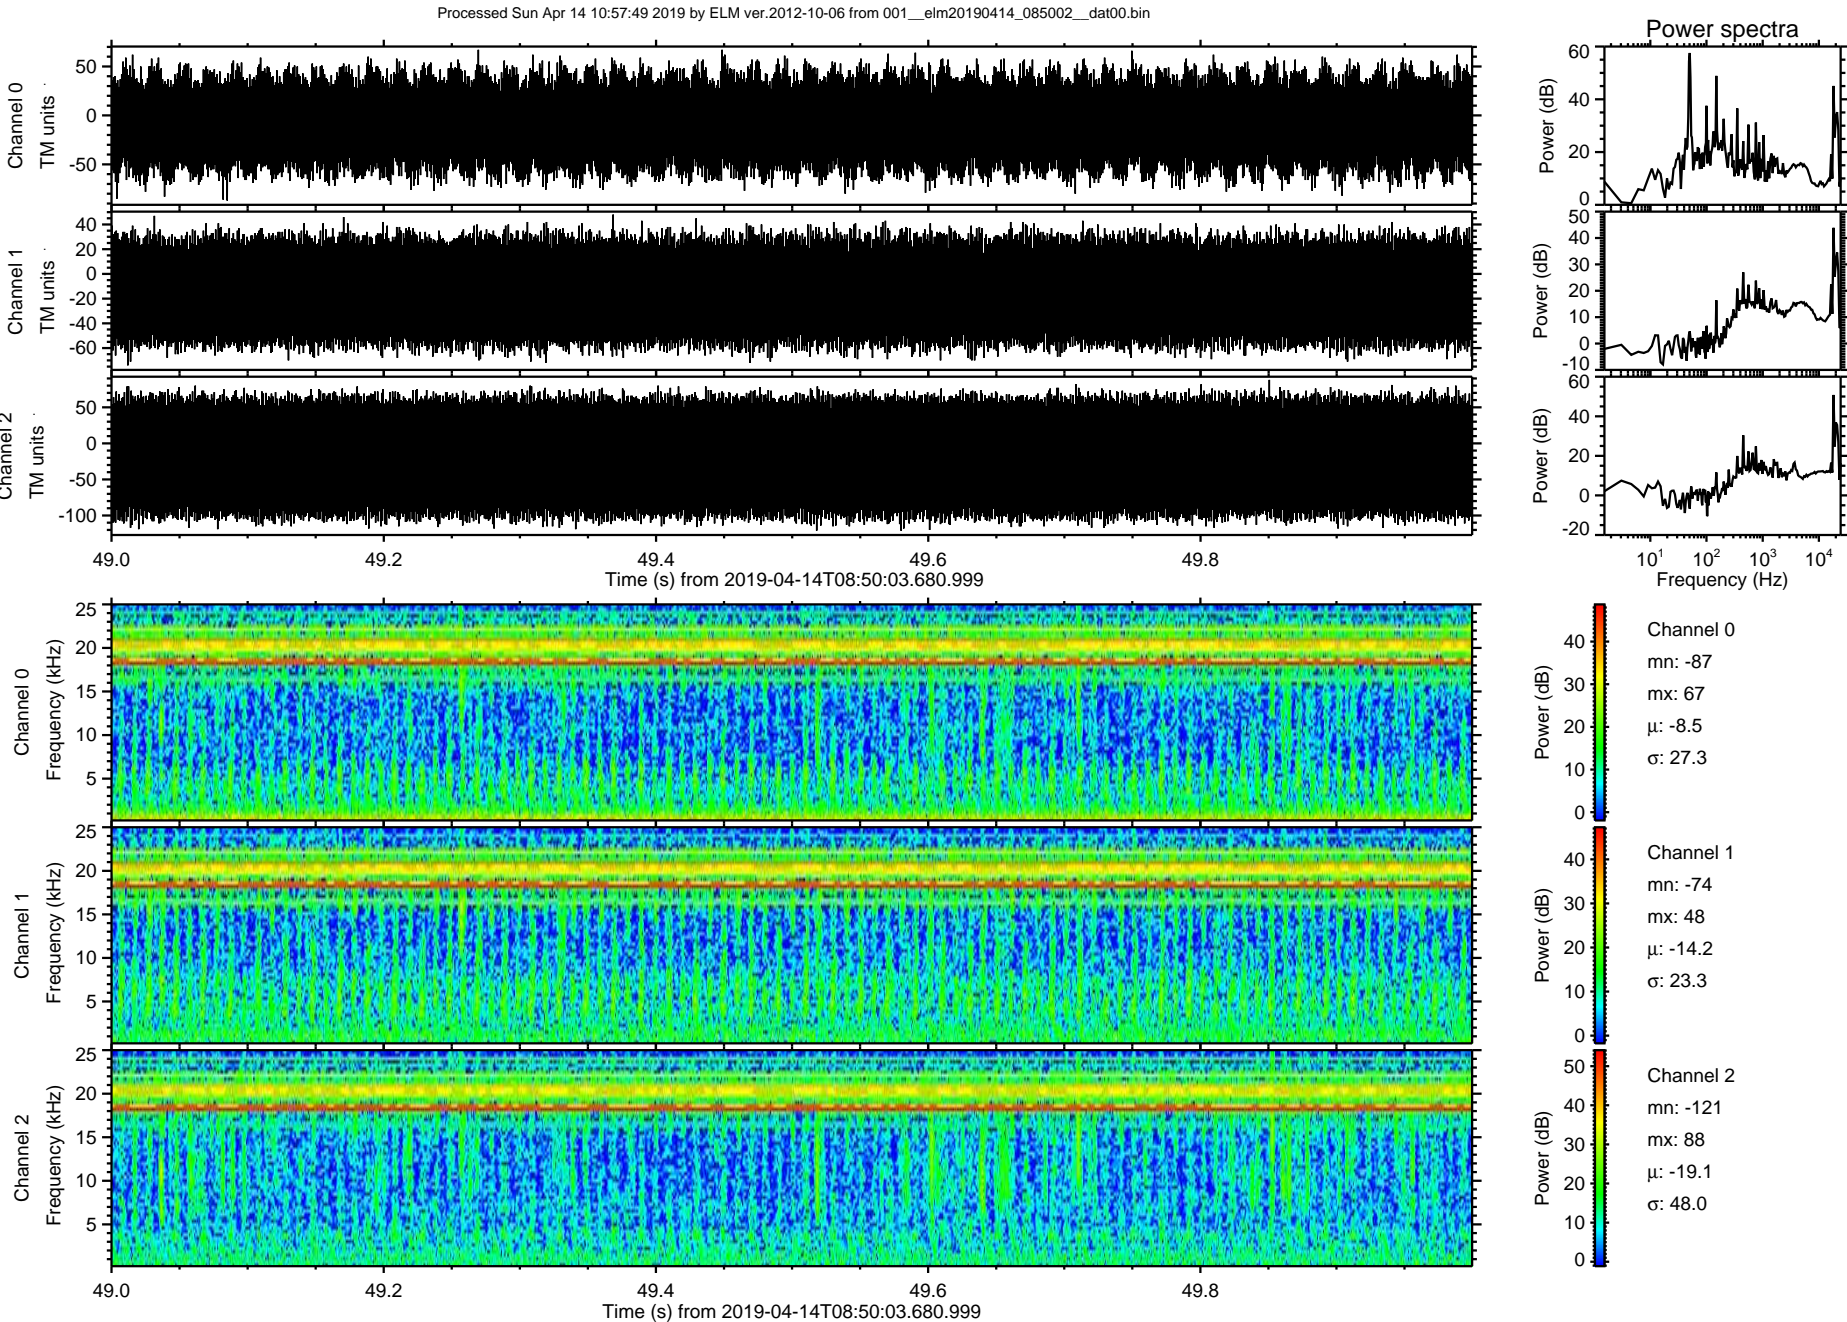 Processed Sun Apr 14 10:57:49 2019 by ELM ver.2012-10-06 from 001__elm20190414_085002__dat00.bin
Power spectra
Channel 0
TM units
50
0
-50
Power (dB)
60
40
20
0
Channel 1
TM units
40
20
0
-20
-40
-60
Power (dB)
50
40
30
20
10
0
-10
Channel 2
TM units
50
0
-50
-100
Power (dB)
60
40
20
0
-20
49.0 49.2 49.4 49.6 49.8
Time (s) from 2019-04-14T08:50:03.680.999
10^1 10^2 10^3 10^4
Frequency (Hz)
Channel 0
Frequency (kHz)
25
20
15
10
5
Power (dB)
40
30
20
10
0
Channel 0
mn: -87
mx: 67
μ: -8.5
σ: 27.3
Channel 1
Frequency (kHz)
25
20
15
10
5
Power (dB)
40
30
20
10
0
Channel 1
mn: -74
mx: 48
μ: -14.2
σ: 23.3
Channel 2
Frequency (kHz)
25
20
15
10
5
Power (dB)
50
40
30
20
10
0
Channel 2
mn: -121
mx: 88
μ: -19.1
σ: 48.0
49.0 49.2 49.4 49.6 49.8
Time (s) from 2019-04-14T08:50:03.680.999